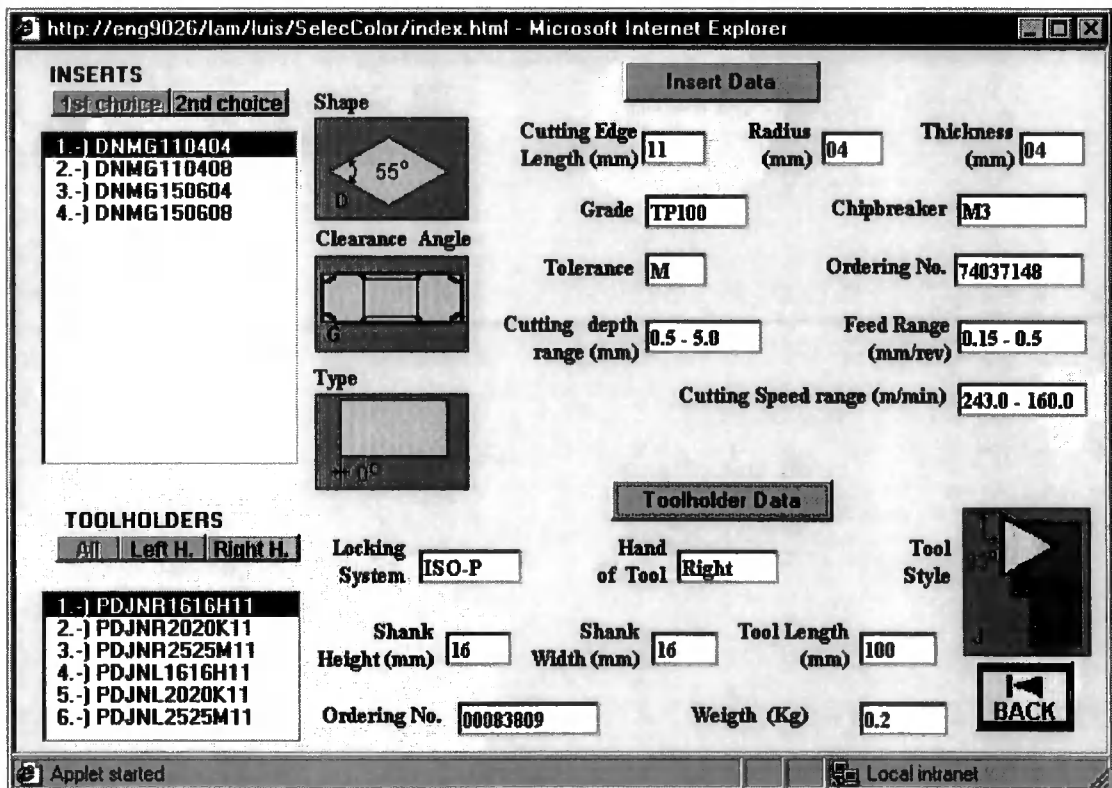 http://eng9026/lam/luis/SelecColor/index.html - Microsoft Internet Explorer
INSERTS
1st choice 2nd choice
1.-) DNMG110404
2.-) DNMG110408
3.-) DNMG150604
4.-) DNMG150608
Shape
55°
D
Clearance Angle
G
Type
0°
Insert Data
Cutting Edge Length (mm) 11
Radius (mm) 04
Thickness (mm) 04
Grade TP100
Chipbreaker M3
Tolerance M
Ordering No. 74037148
Cutting depth range (mm) 0.5 - 5.0
Feed Range (mm/rev) 0.15 - 0.5
Cutting Speed range (m/min) 243.0 - 160.0
TOOLHOLDERS
All Left H. Right H.
1.-) PDJNR1616H11
2.-) PDJNR2020K11
3.-) PDJNR2525M11
4.-) PDJNL1616H11
5.-) PDJNL2020K11
6.-) PDJNL2525M11
Toolholder Data
Locking System ISO-P
Hand of Tool Right
Tool Style
J
Shank Height (mm) 16
Shank Width (mm) 16
Tool Length (mm) 100
Ordering No. 00083809
Weigth (Kg) 0.2
BACK
Applet started
Local intranet